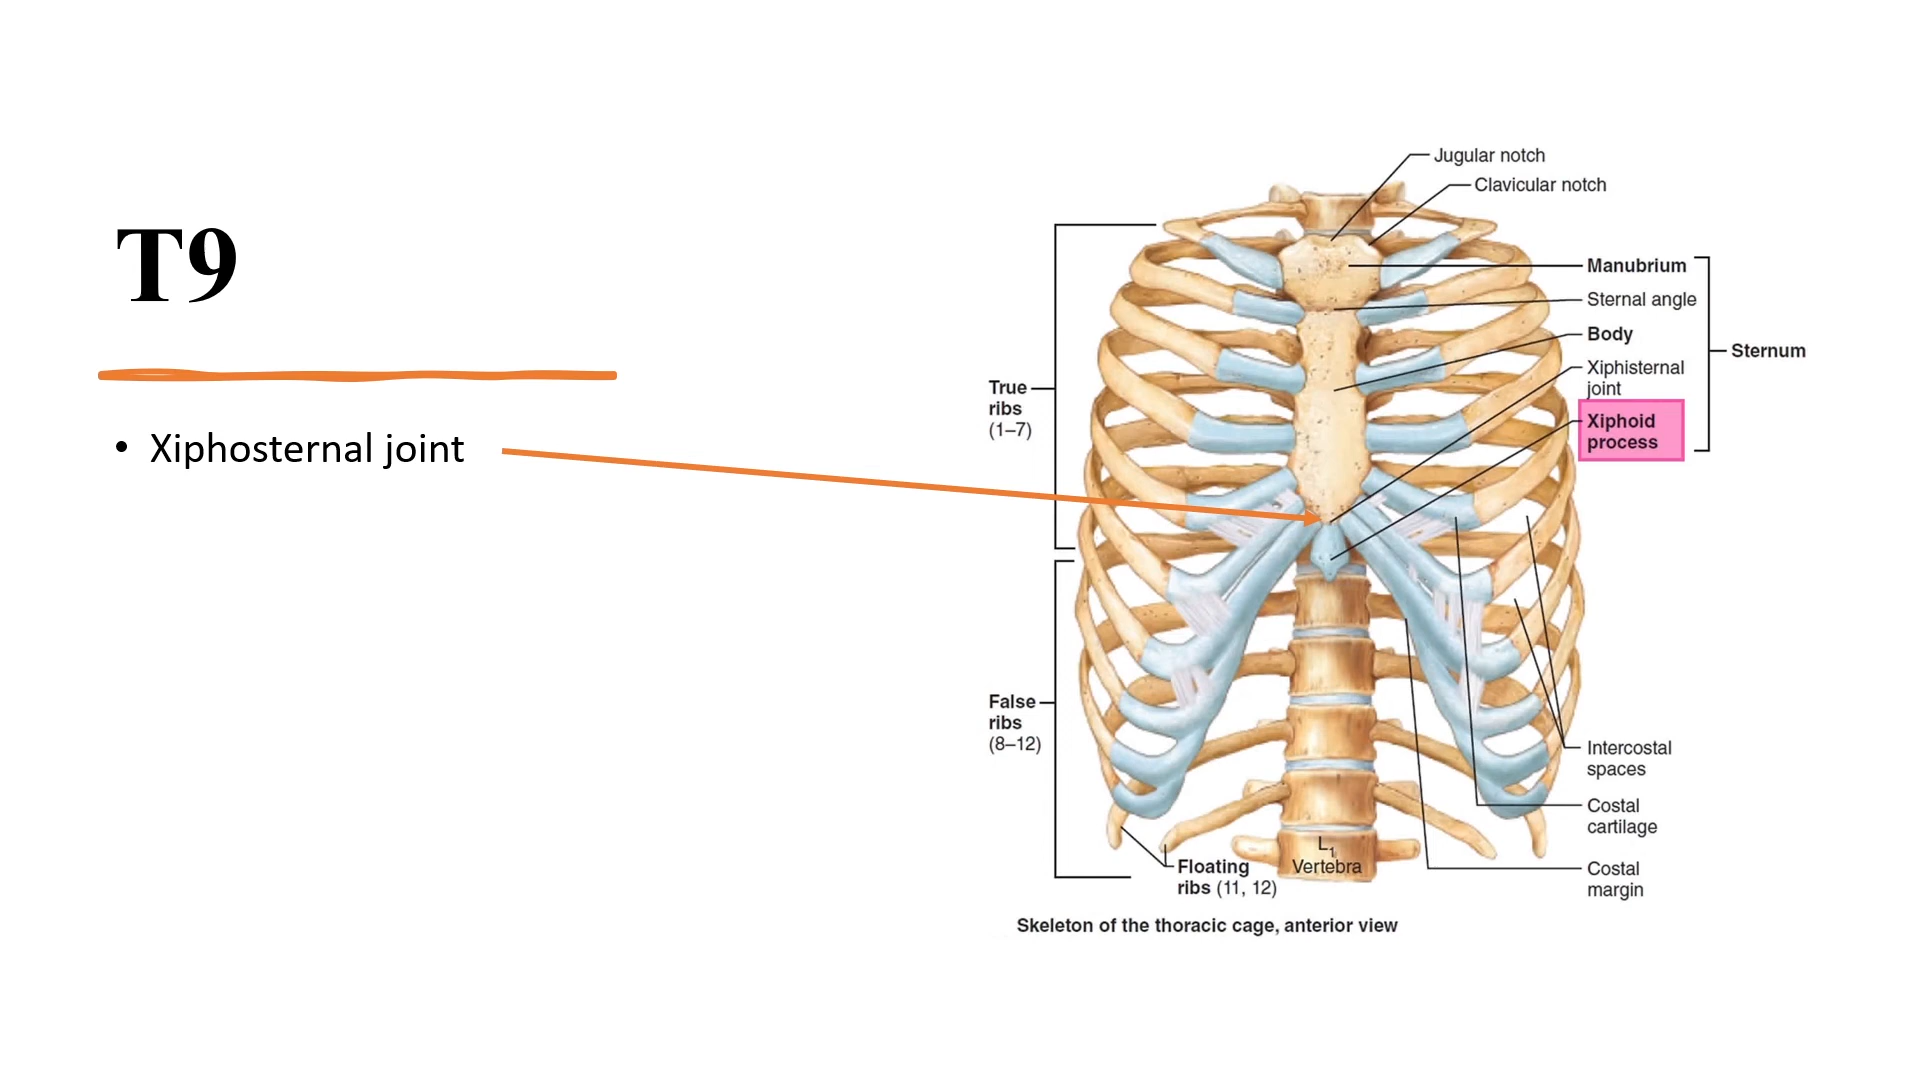 T9
• Xiphosternal joint
Jugular notch
Clavicular notch
Manubrium
Sternal angle
Body
Xiphisternal
joint
Xiphoid
process
Sternum
True
ribs
(1–7)
False
ribs
(8–12)
Intercostal
spaces
Costal
cartilage
Costal
margin
L1
Vertebra
Floating
ribs (11, 12)
Skeleton of the thoracic cage, anterior view